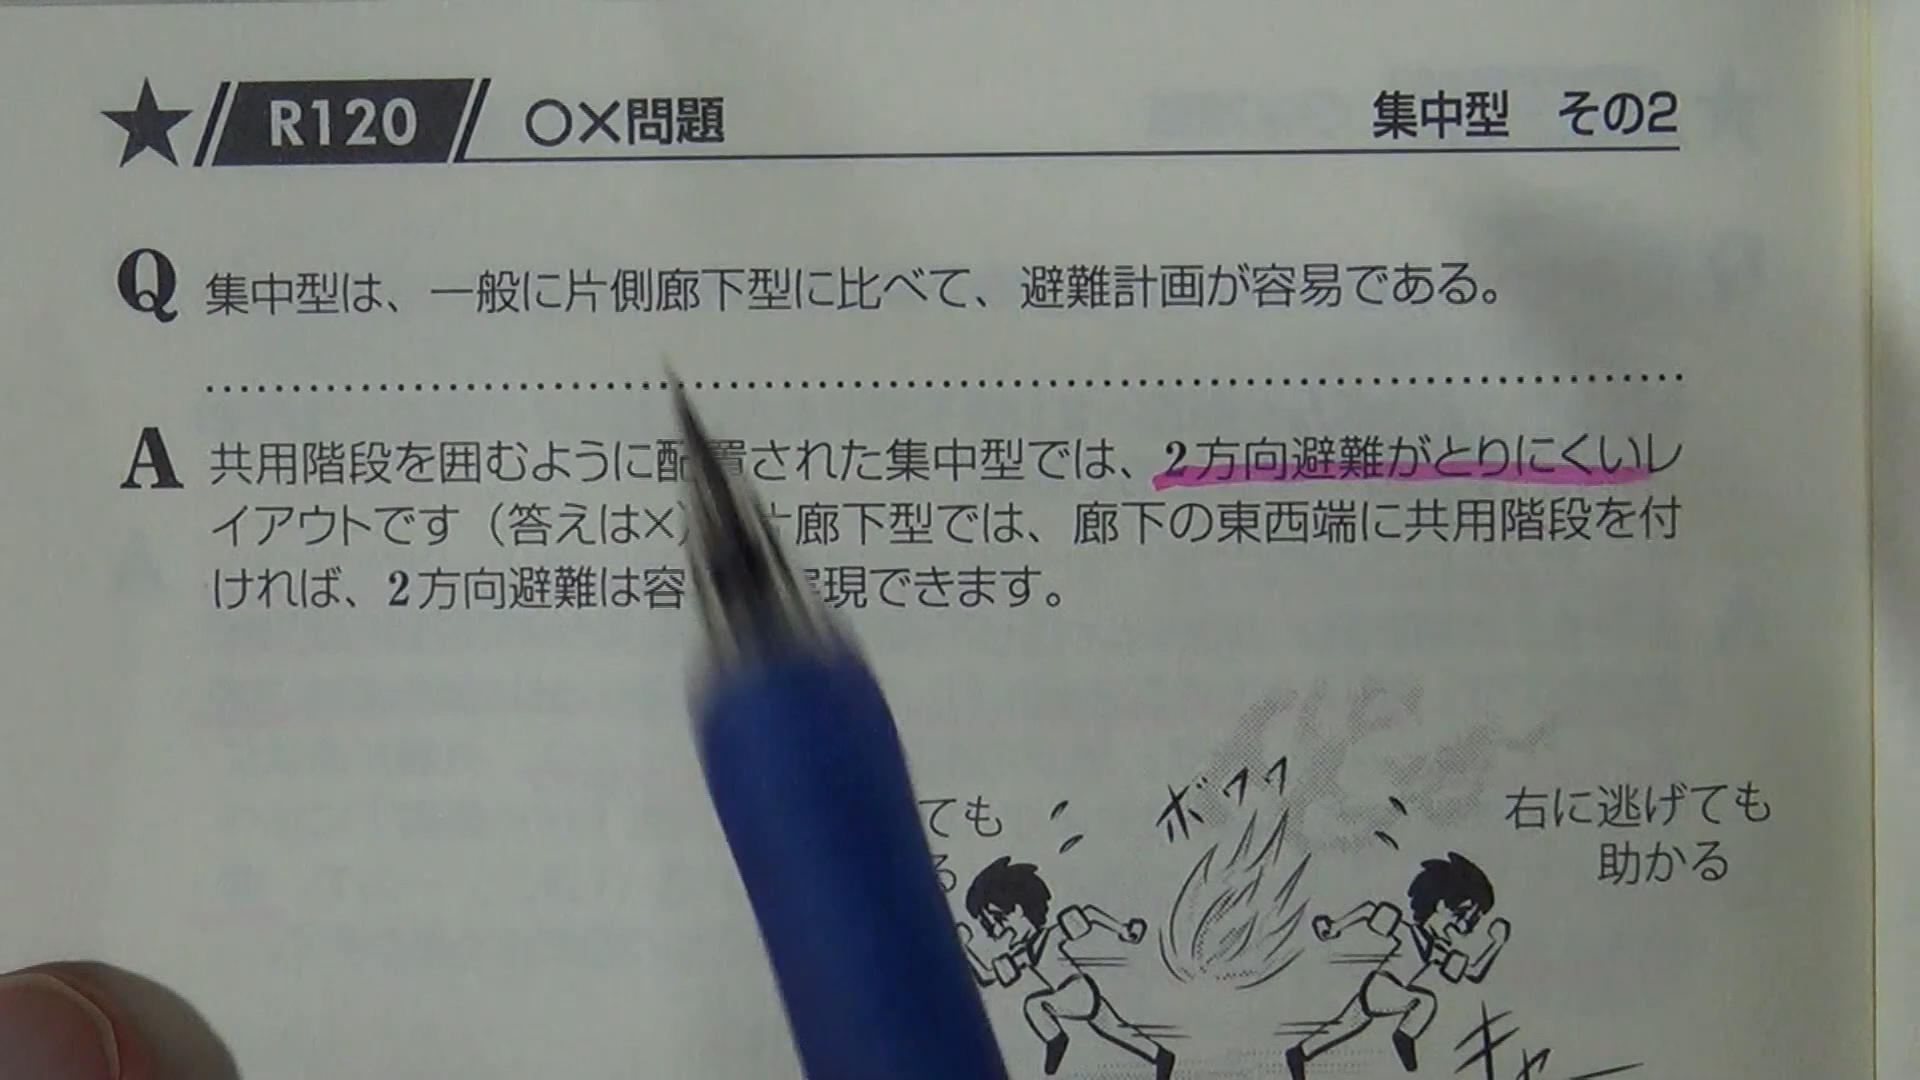 R120 ○×問題 集中型 その2
Q 集中型は、一般に片側廊下型に比べて、避難計画が容易である。
A 共用階段を囲むように配置された集中型では、2方向避難がとりにくいレ
イアウトです（答えは×） 片廊下型では、廊下の東西端に共用階段を付
ければ、2方向避難は容 実現できます。
ボワワ
ても
る
右に逃げても
助かる
キャー